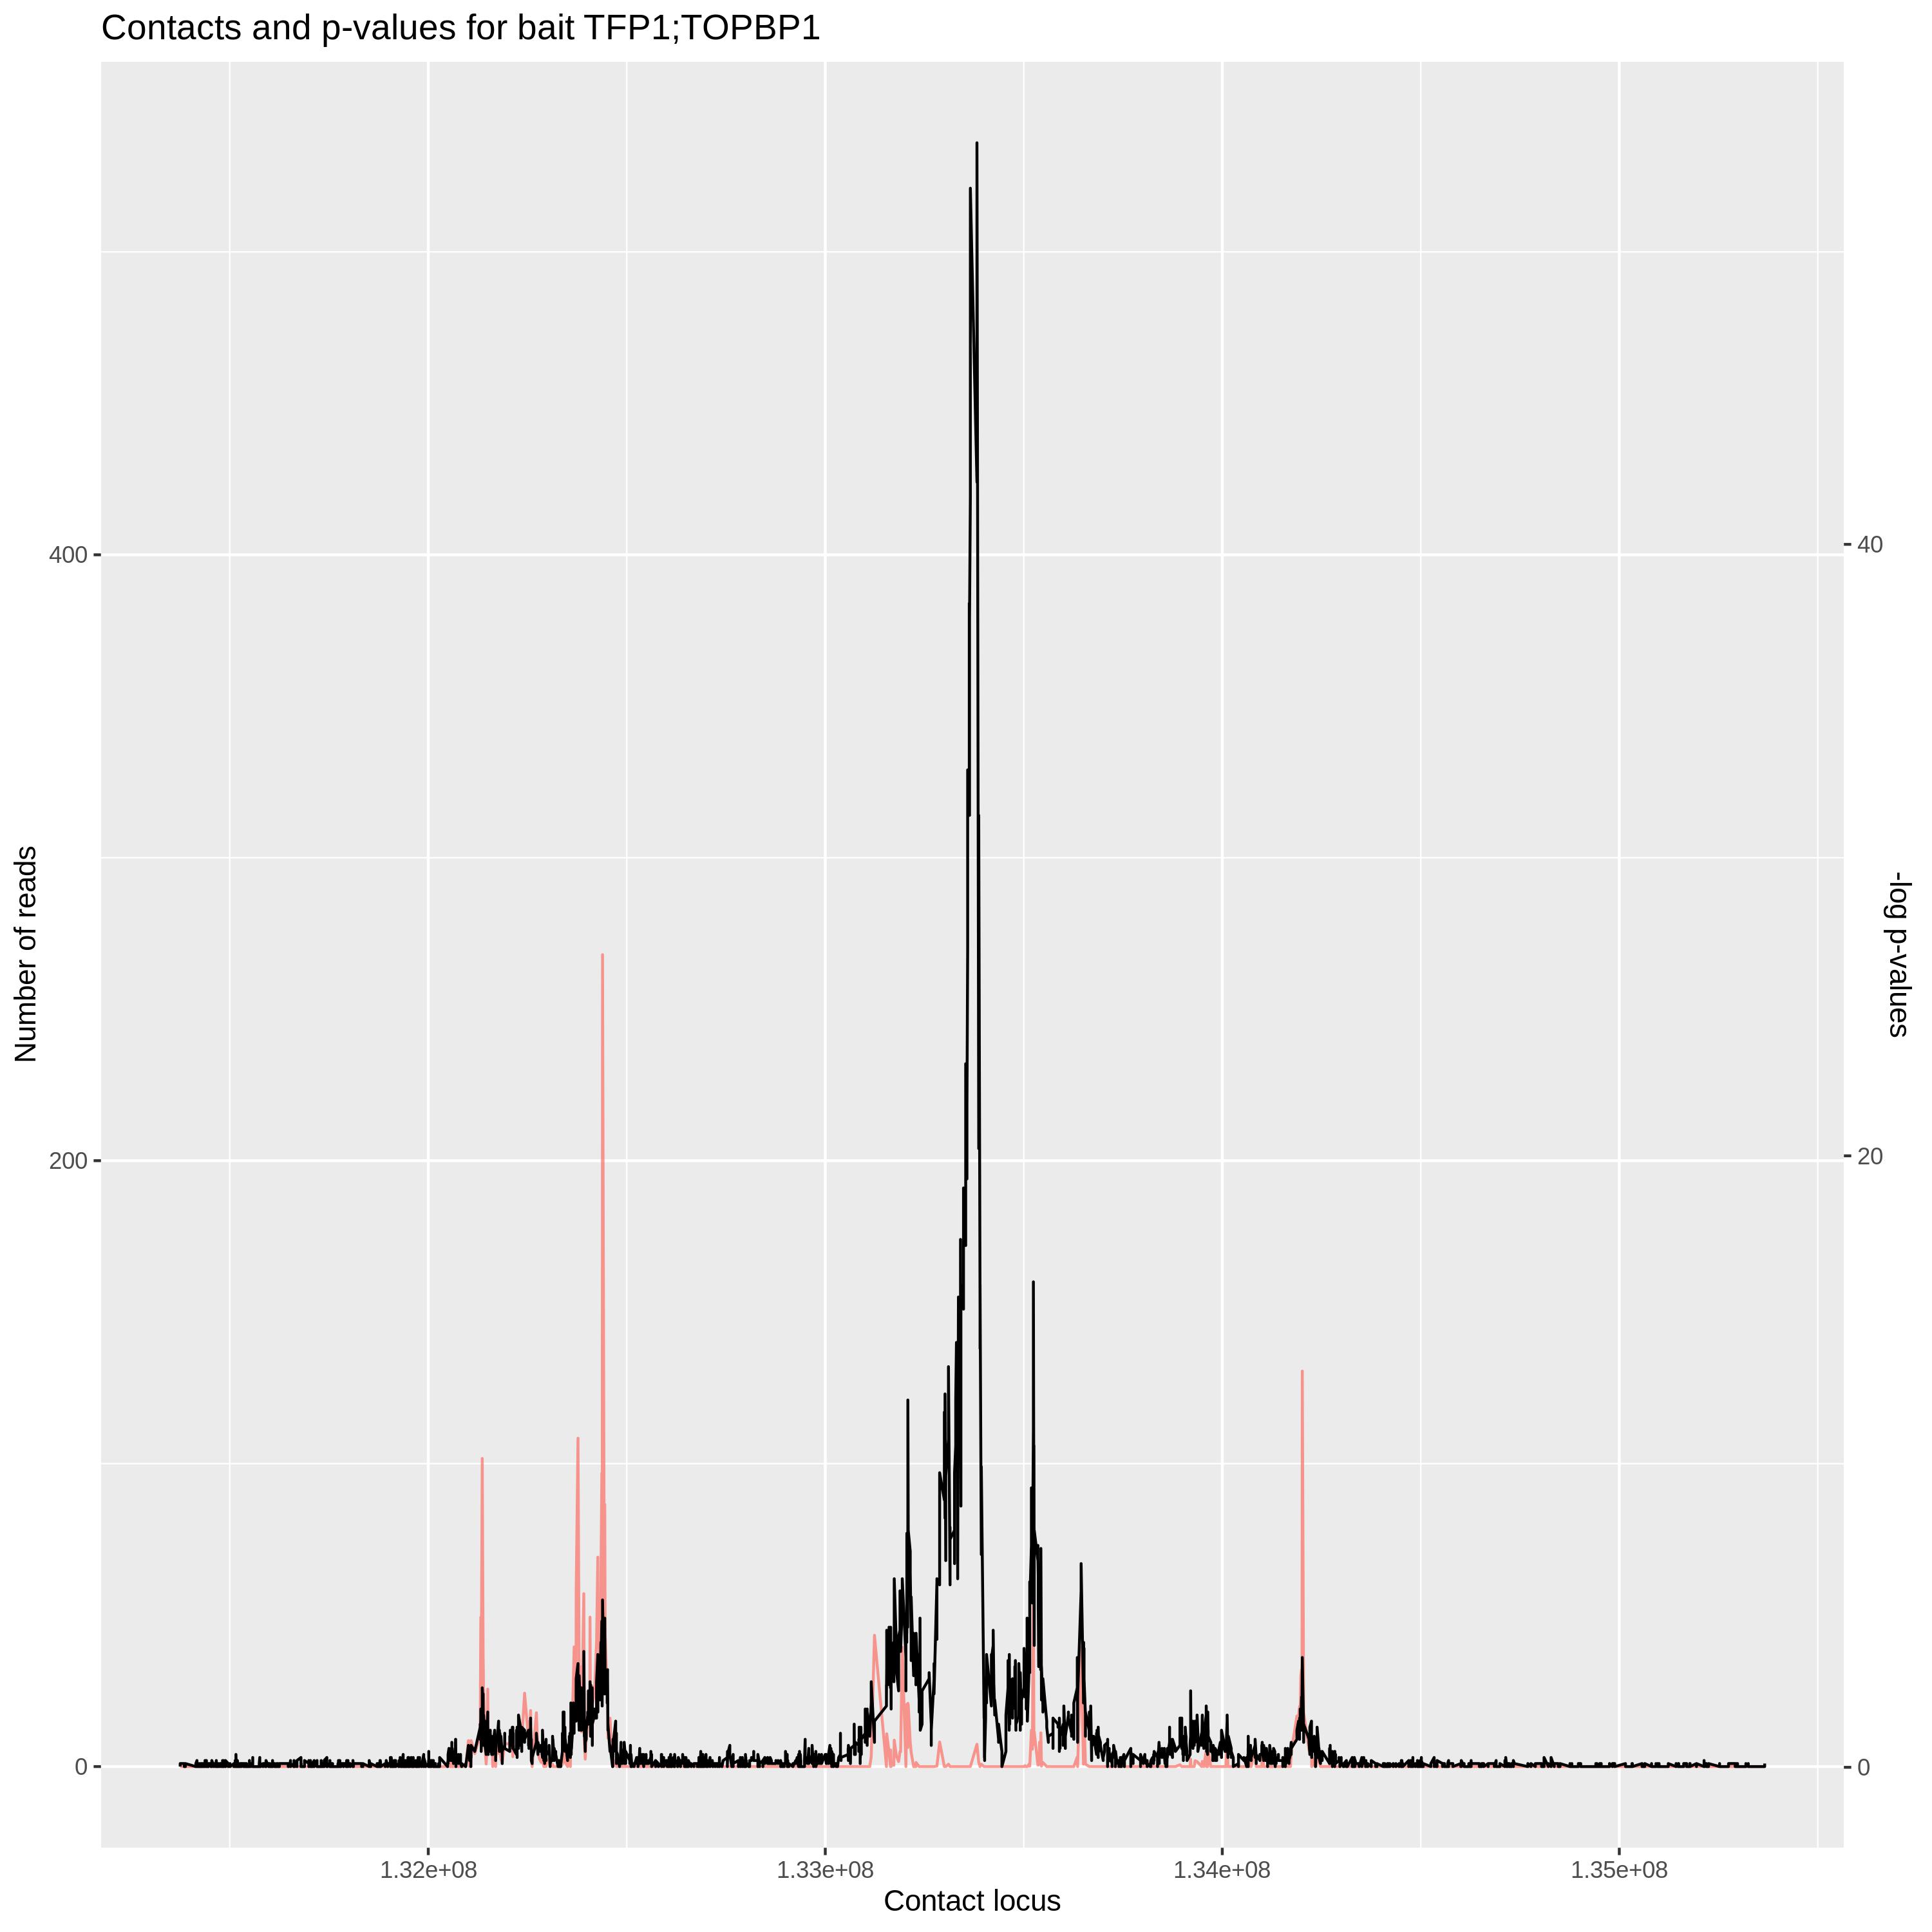 Contacts and p-values for bait TFP1;TOPBP1
Number of reads
400
200
0
40
20
0
-log p-values
1.32e+08
1.33e+08
1.34e+08
1.35e+08
Contact locus